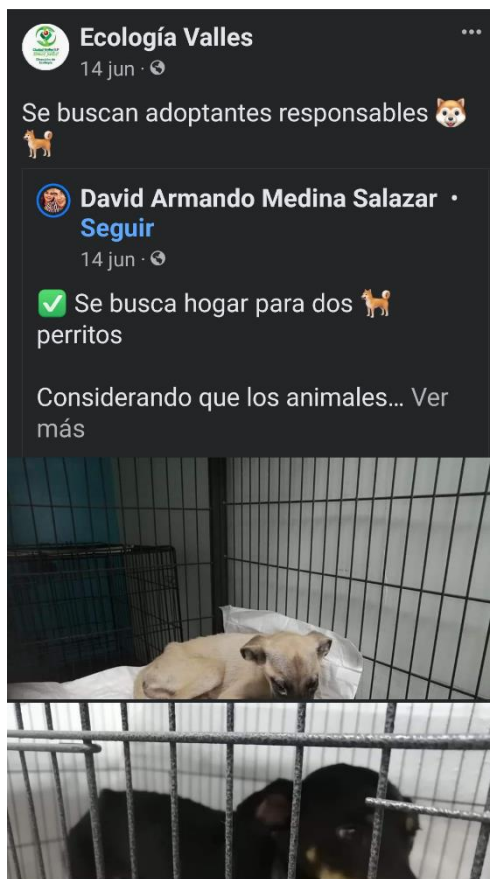 Ecología Valles
14 jun ·
Se buscan adoptantes responsables
David Armando Medina Salazar ·
Seguir
14 jun ·
Se busca hogar para dos
perritos
Considerando que los animales... Ver
más